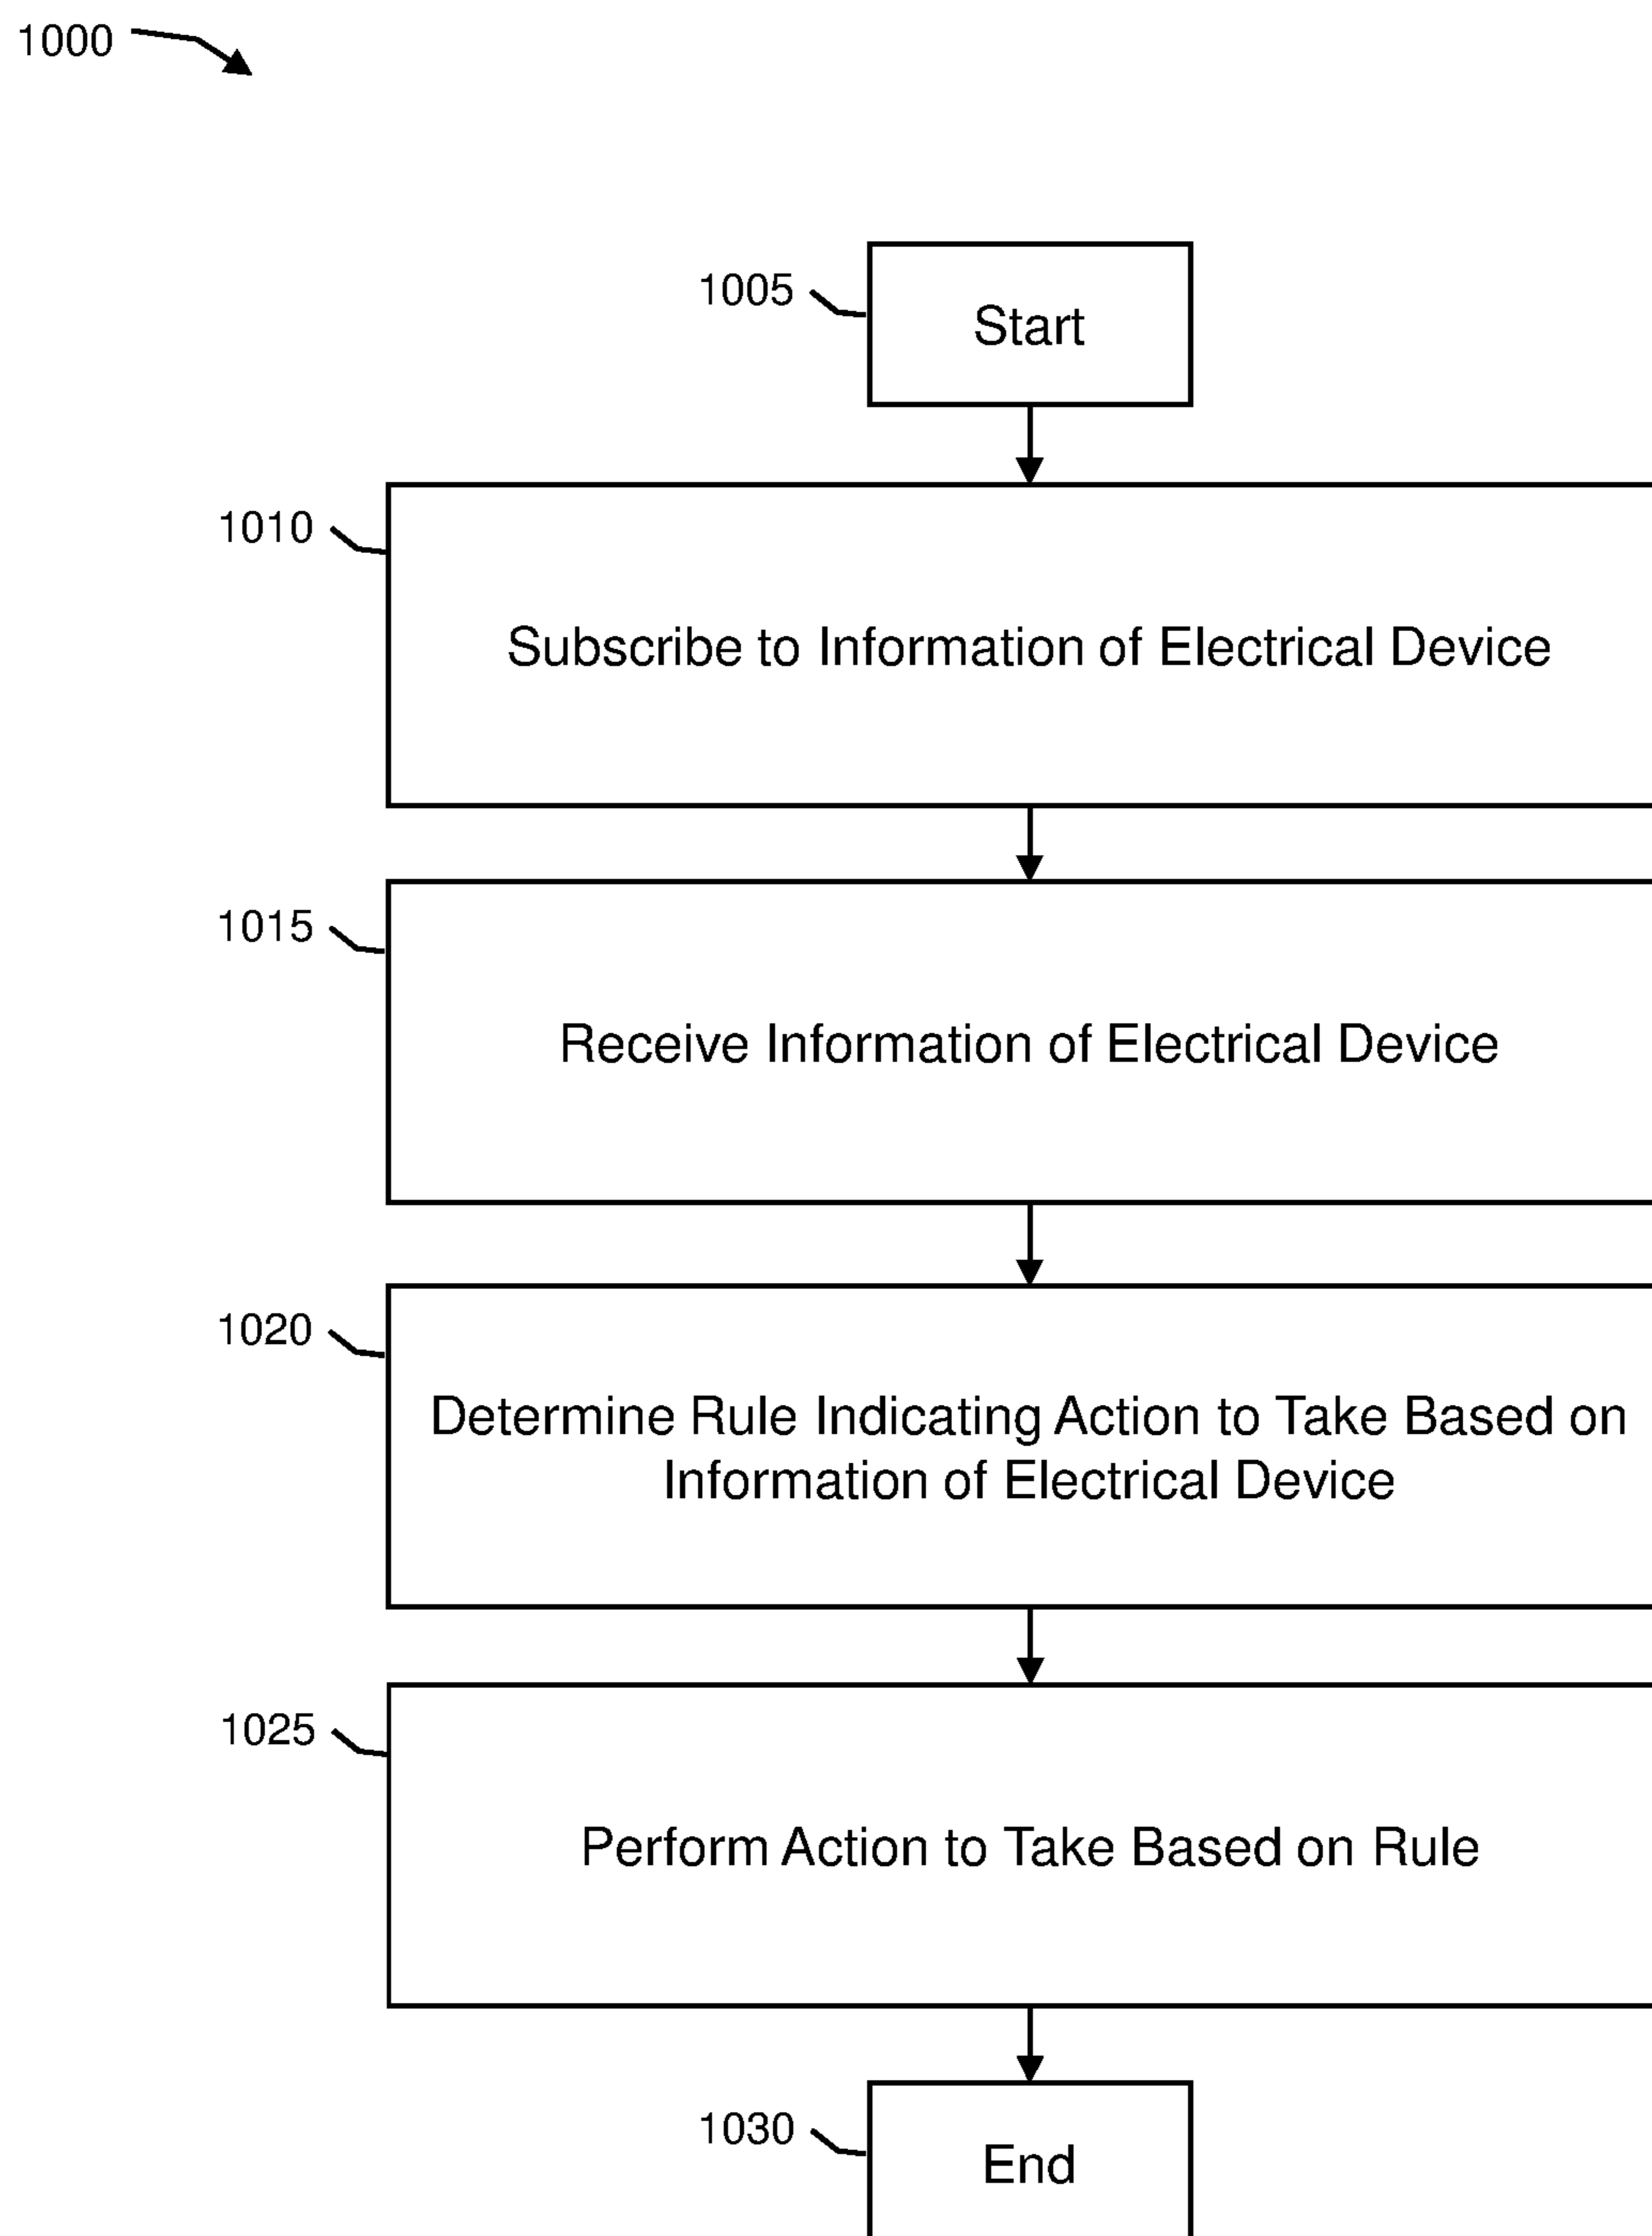 1000
1005
Start
1010
Subscribe to Information of Electrical Device
1015
Receive Information of Electrical Device
1020
Determine Rule Indicating Action to Take Based on
Information of Electrical Device
1025
Perform Action to Take Based on Rule
1030
End